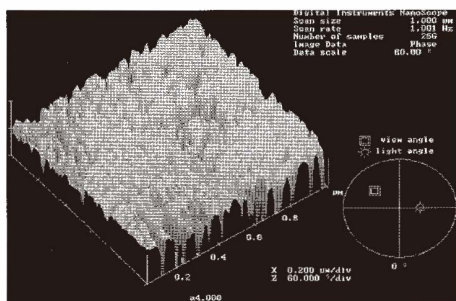 Digital Instruments NanoScope
Scan size 1.000 µm
Scan rate 1.001 Hz
Number of samples 256
Image Data Phase
Data scale 60.00 °
view angle
light angle
µm
0.8
0.6
0.4
0.2
0 °
X 0.200 µm/div
Z 60.000 °/div
a4.000